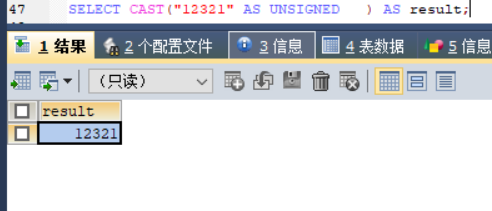 47 SELECT CAST("12321" AS UNSIGNED   ) AS result;
1 结果 2 个配置文件 3 信息 4 表数据 5 信息
(只读)
result
12321